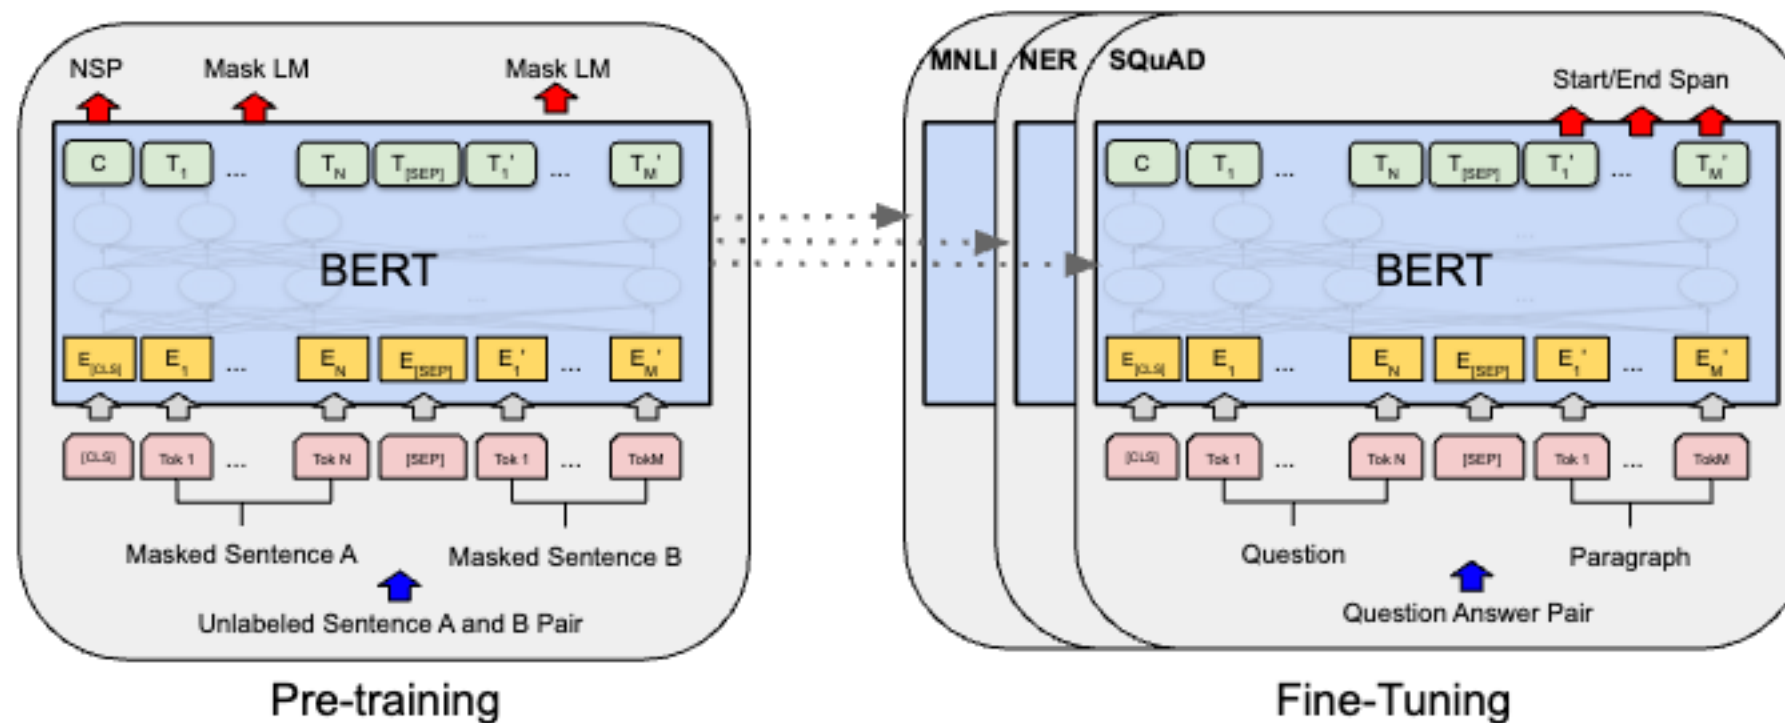 NSP Mask LM Mask LM
C T1 ... TN T[SEP] T1' ... TM'
BERT
E[CLS] E1 ... EN E[SEP] E1' ... EM'
[CLS] Tok 1 ... Tok N [SEP] Tok 1 ... TokM
Masked Sentence A Masked Sentence B
Unlabeled Sentence A and B Pair
Pre-training
MNLI NER SQuAD
Start/End Span
C T1 ... TN T[SEP] T1' ... TM'
BERT
E[CLS] E1 ... EN E[SEP] E1' ... EM'
[CLS] Tok 1 ... Tok N [SEP] Tok 1 ... TokM
Question Paragraph
Question Answer Pair
Fine-Tuning